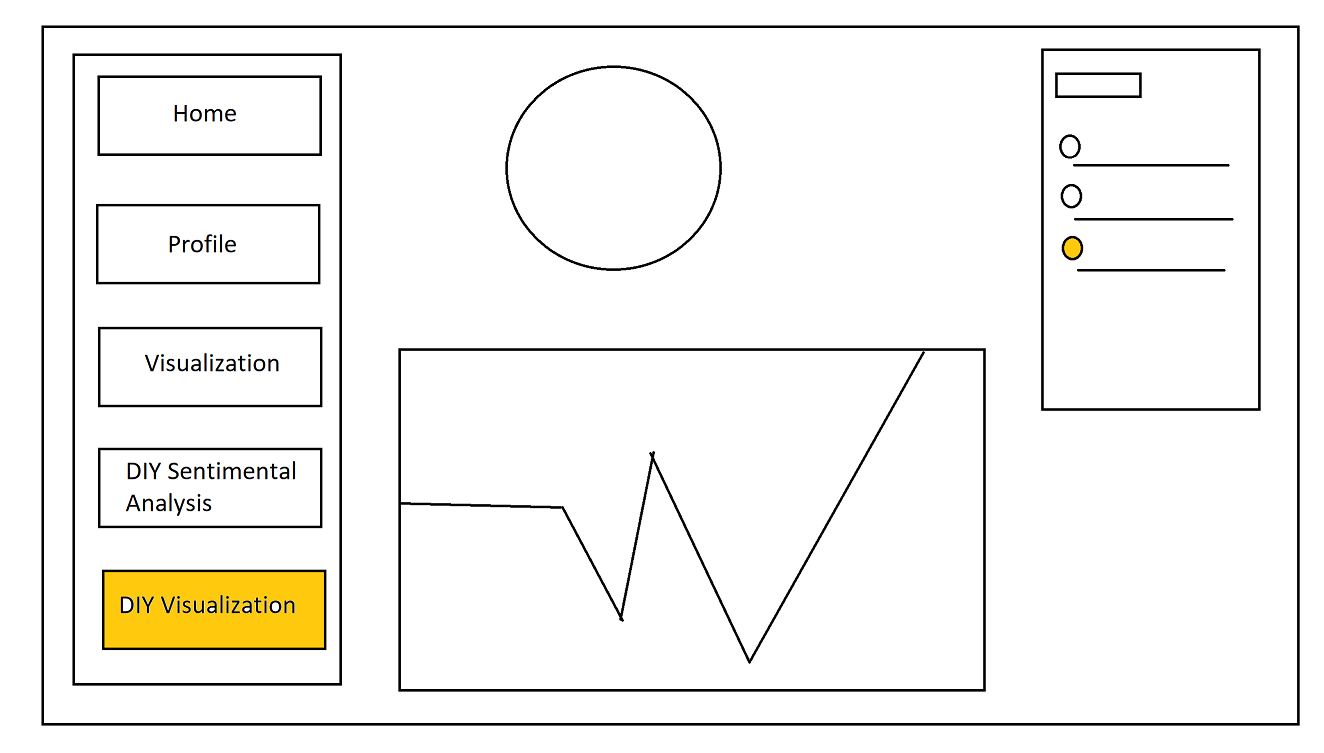 Home
Profile
Visualization
DIY Sentimental
Analysis
DIY Visualization